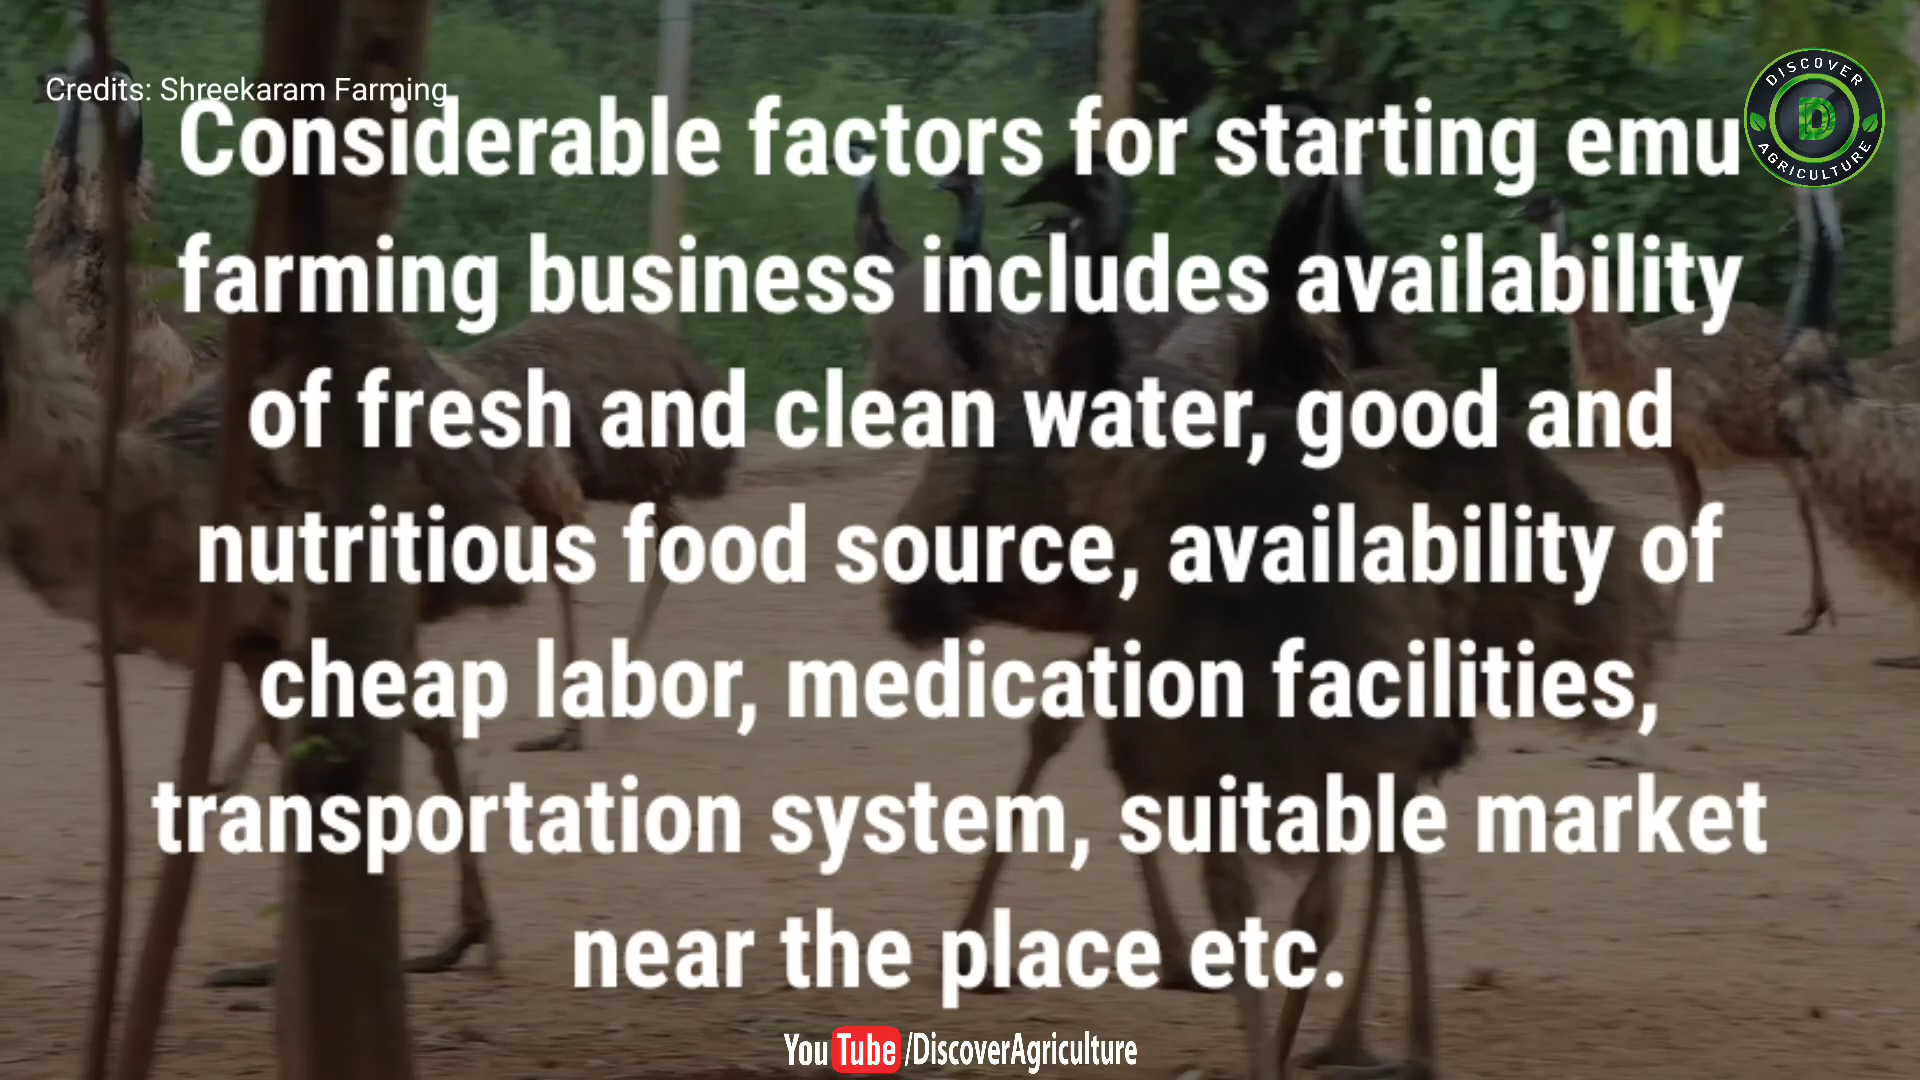 Credits: Shreekaram Farming
DISCOVER
D
AGRICULTURE
Considerable factors for starting emu
farming business includes availability
of fresh and clean water, good and
nutritious food source, availability of
cheap labor, medication facilities,
transportation system, suitable market
near the place etc.
YouTube/DiscoverAgriculture